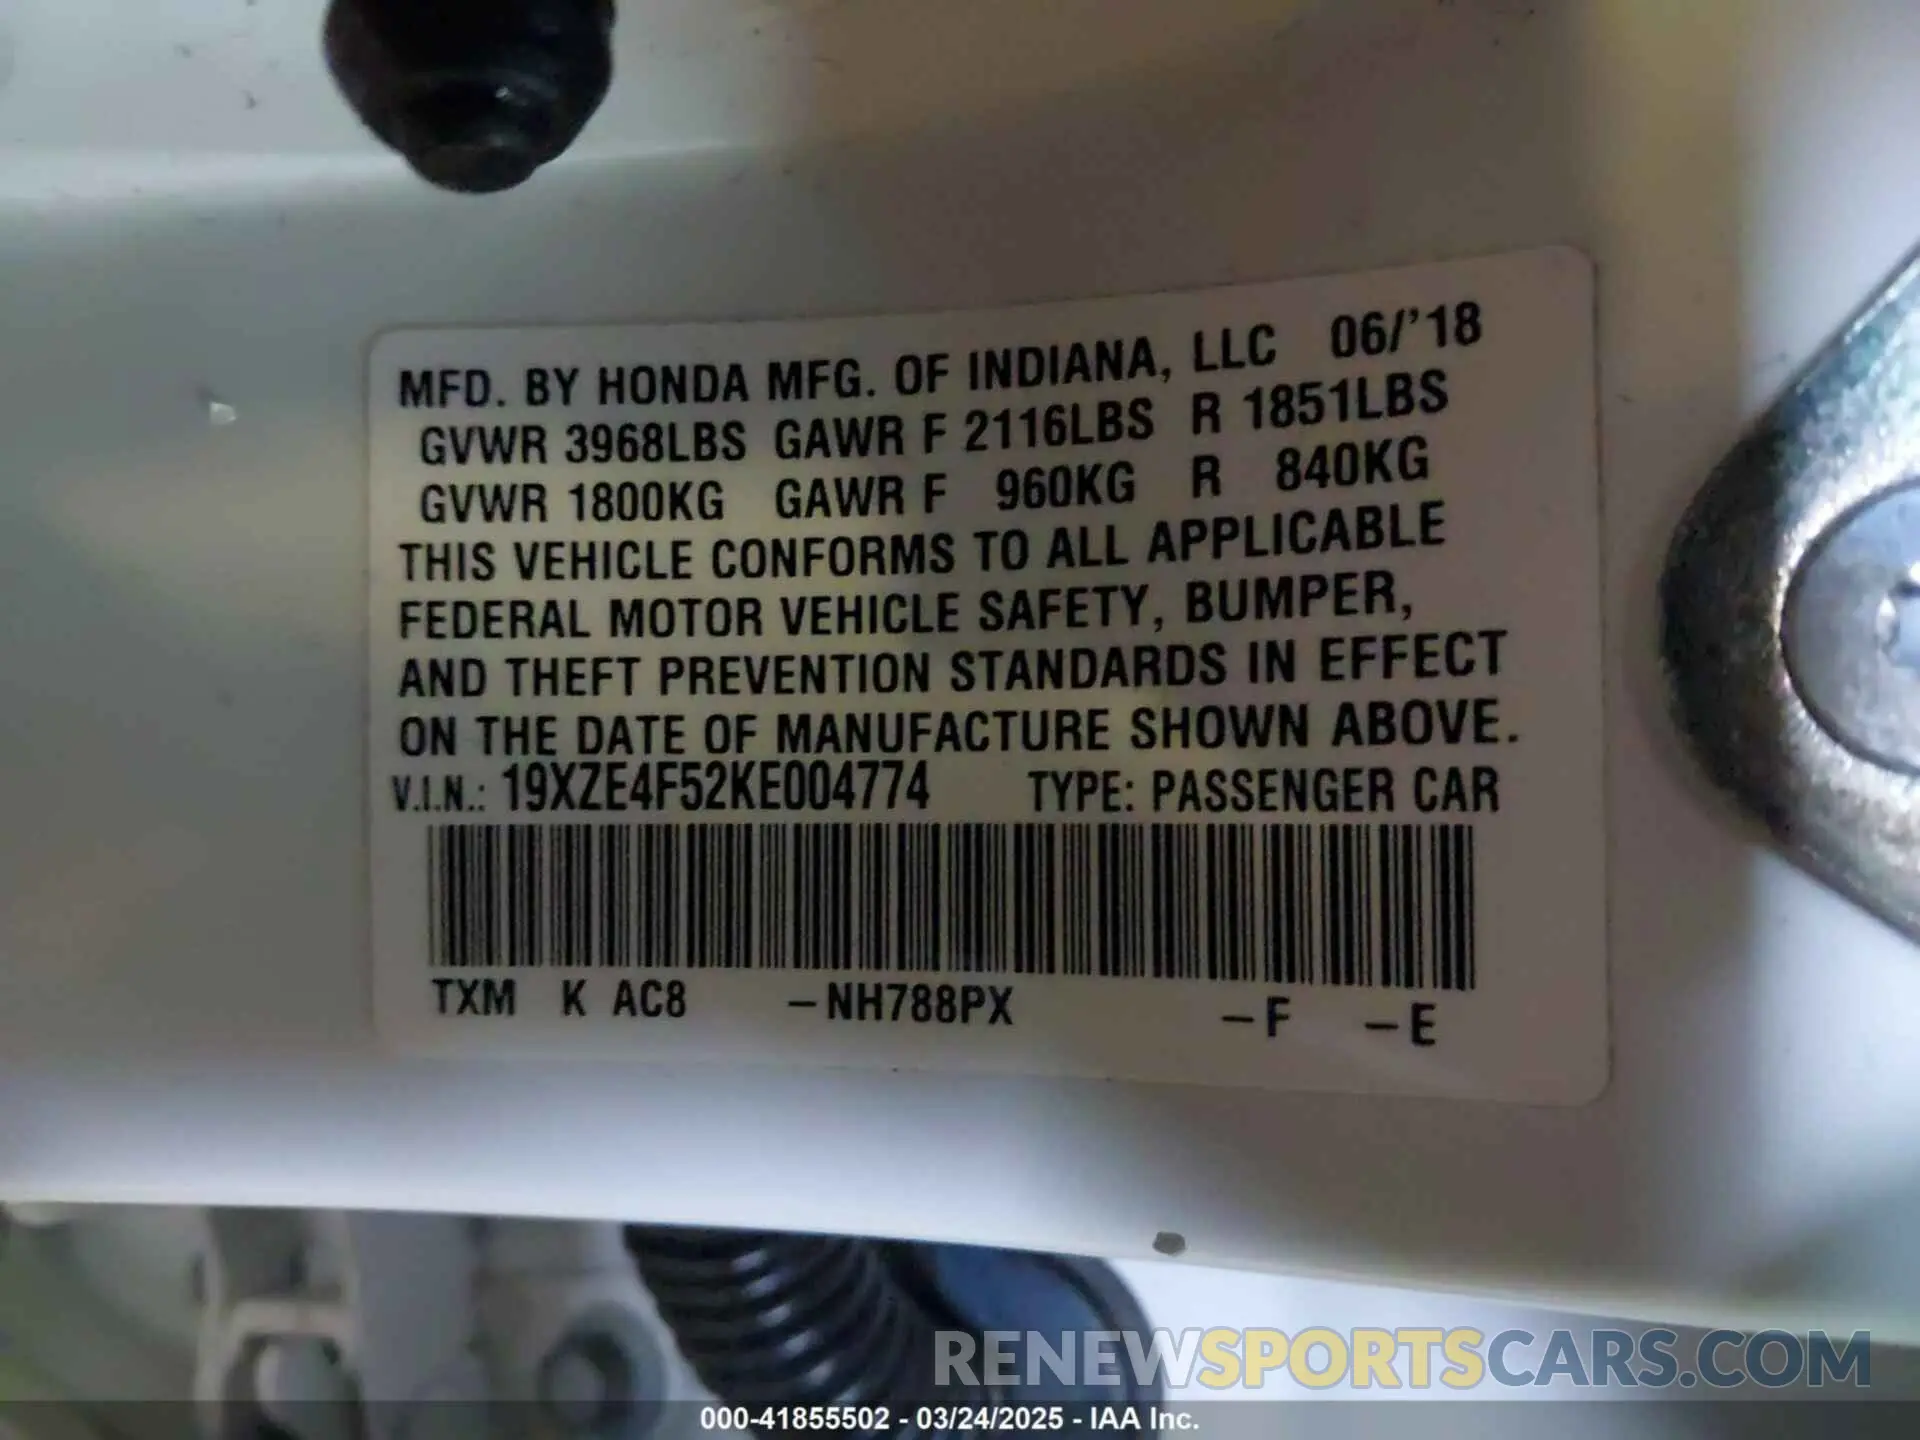 MFD. BY HONDA MFG. OF INDIANA, LLC 06/'18
GVWR 3968LBS GAWR F 2116LBS R 1851LBS
GVWR 1800KG GAWR F 960KG R 840KG
THIS VEHICLE CONFORMS TO ALL APPLICABLE
FEDERAL MOTOR VEHICLE SAFETY, BUMPER,
AND THEFT PREVENTION STANDARDS IN EFFECT
ON THE DATE OF MANUFACTURE SHOWN ABOVE.
V.I.N.: 19XZE4F52KE004774 TYPE: PASSENGER CAR
TXM K AC8 –NH788PX –F –E
RENEWSPORTSCARS.COM
000-41855502 - 03/24/2025 - IAA Inc.